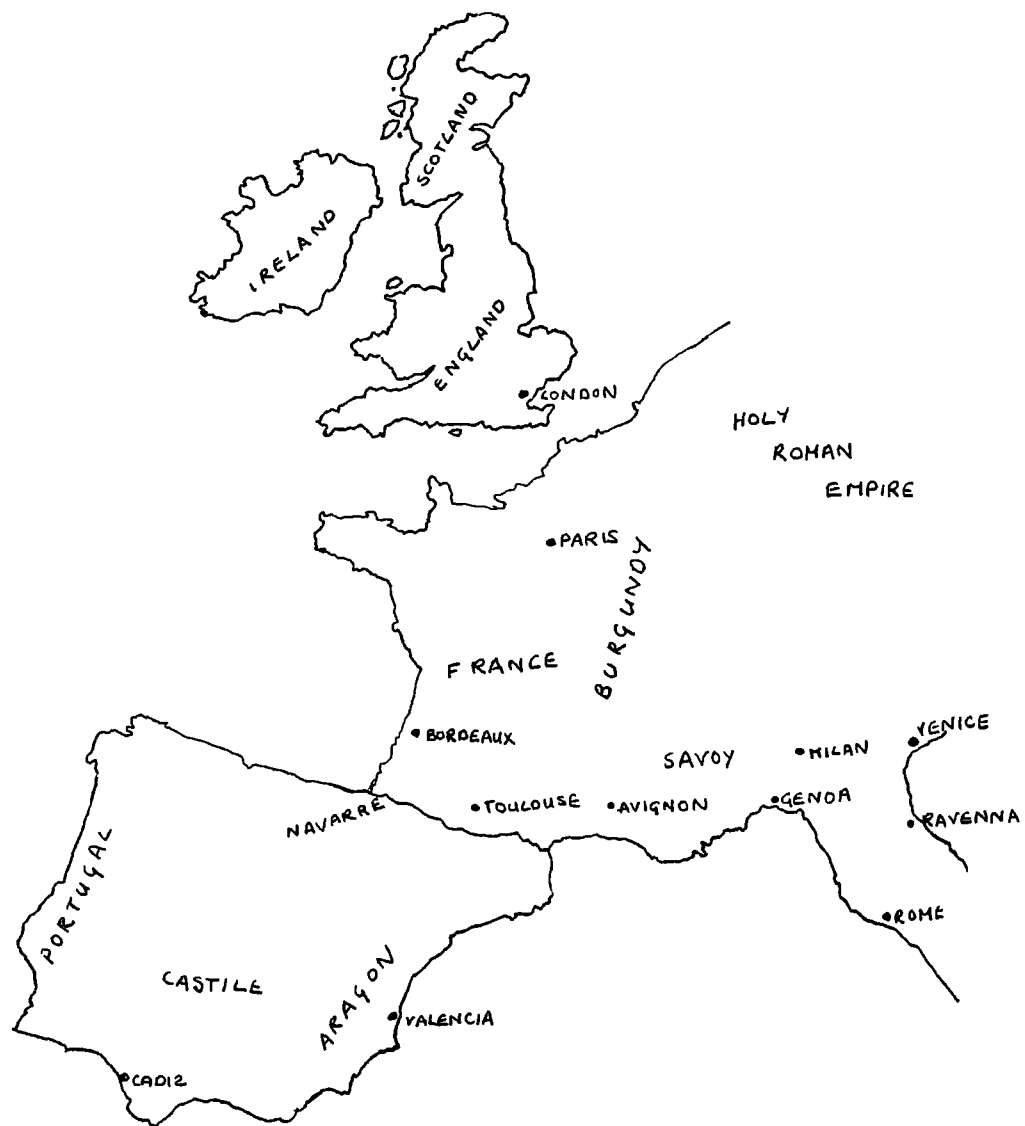 SCOTLAND
IRELAND
ENGLAND
LONDON
HOLY
ROMAN
EMPIRE
PARIS
BURGUNDY
FRANCE
BORDEAUX
SAVOY
MILAN
VENICE
NAVARRE
TOULOUSE
AVIGNON
GENOA
RAVENNA
PORTUGAL
ROME
CASTILE
ARAGON
VALENCIA
CADIZ